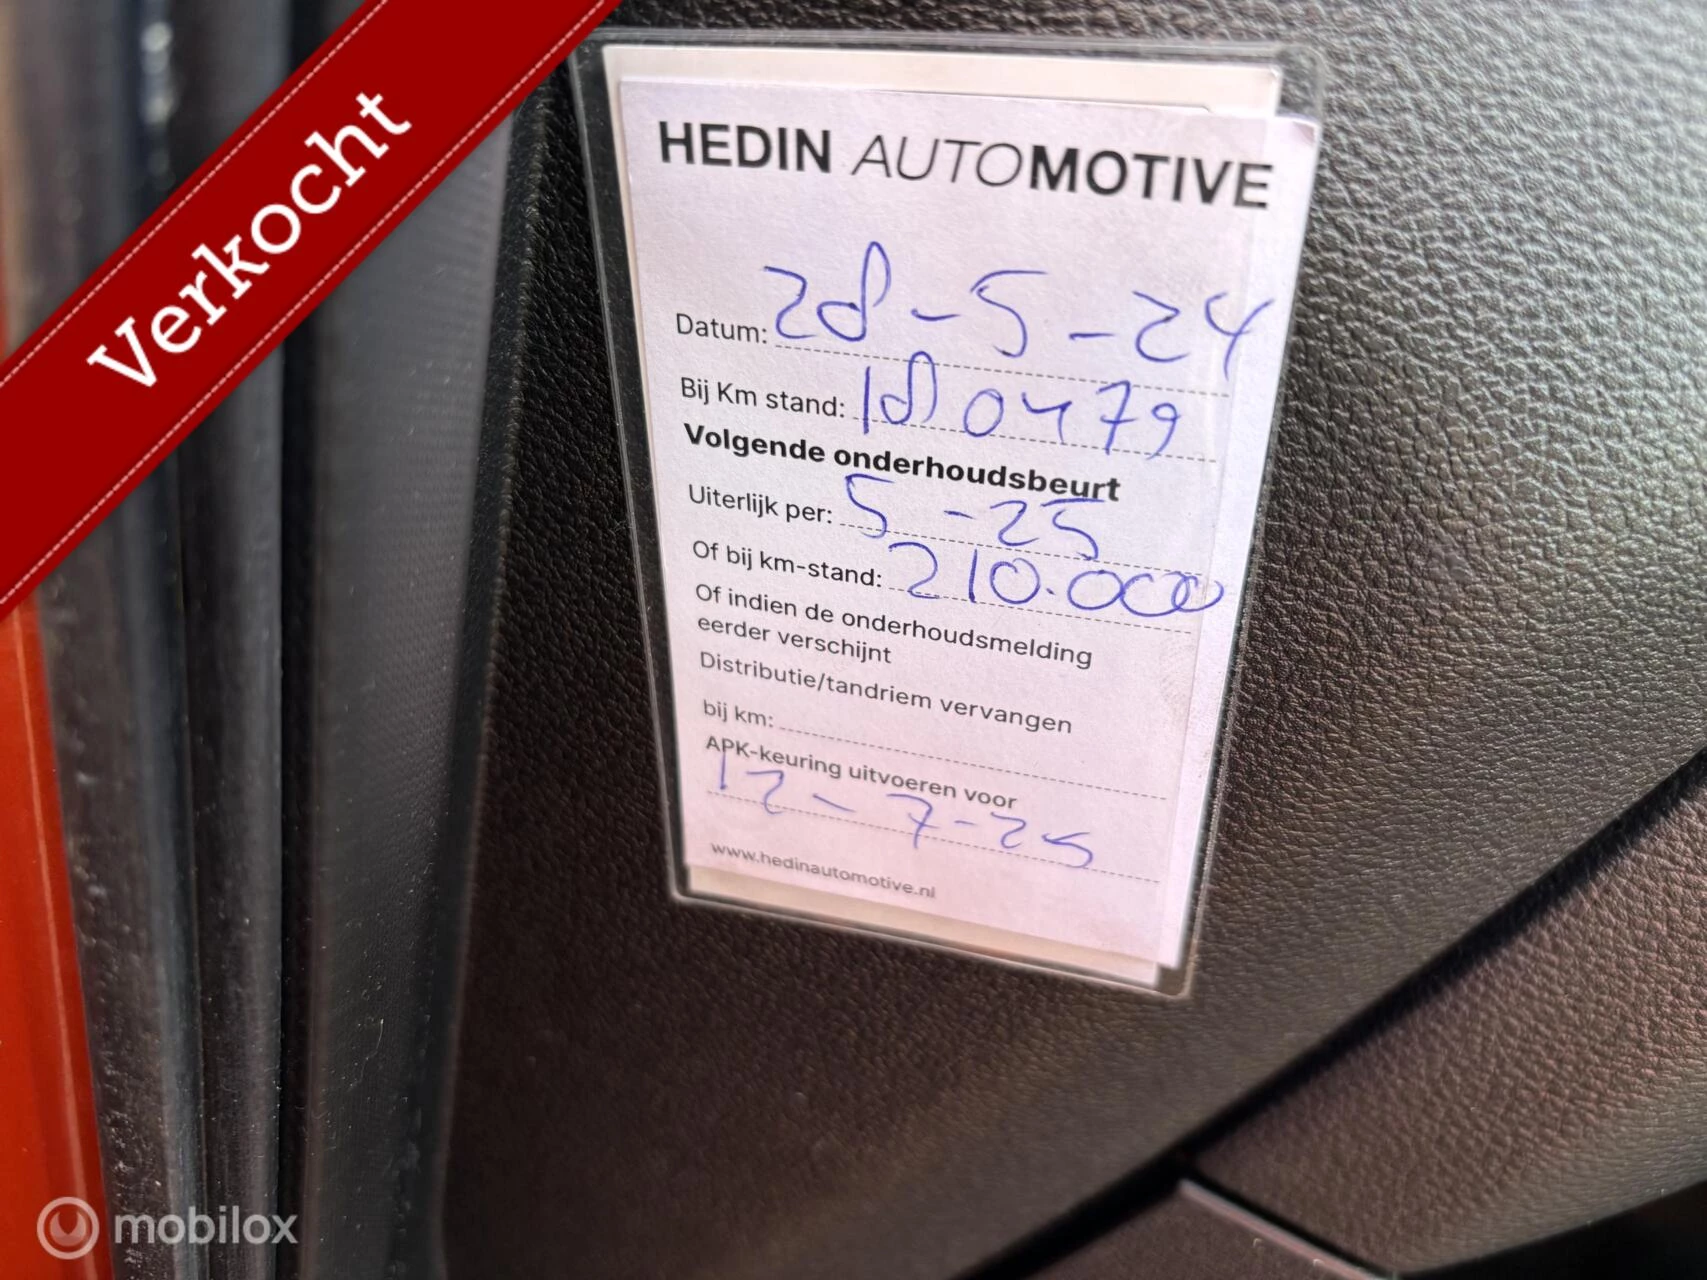 Verkocht
HEDIN AUTOMOTIVE
Datum: 28-5-24
Bij Km stand: 180479
Volgende onderhoudsbeurt
Uiterlijk per: 5-25
Of bij km-stand: 210.000
Of indien de onderhoudsmelding
eerder verschijnt
Distributie/tandriem vervangen
bij km:
APK-keuring uitvoeren voor
12-7-25
www.hedinautomotive.nl
mobilox